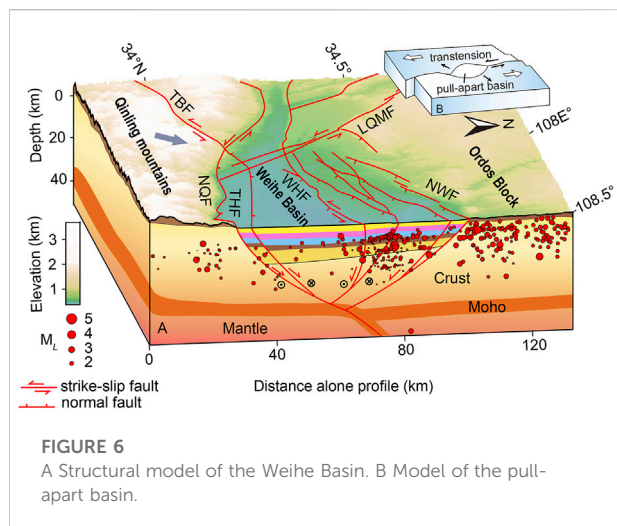 34°N
34.5°
transtension
pull-apart basin
B
N
108E°
108.5°
Depth (km)
0
20
40
Qinling mountains
TBF
NQF
THF
Weihe Basin
WHF
LQMF
NWF
Ordos Block
Elevation (km)
3
2
1
Crust
Moho
Mantle
A
M_L
5
4
3
2
0
40
80
120
Distance alone profile (km)
strike-slip fault
normal fault
FIGURE 6
A Structural model of the Weihe Basin. B Model of the pull-
apart basin.